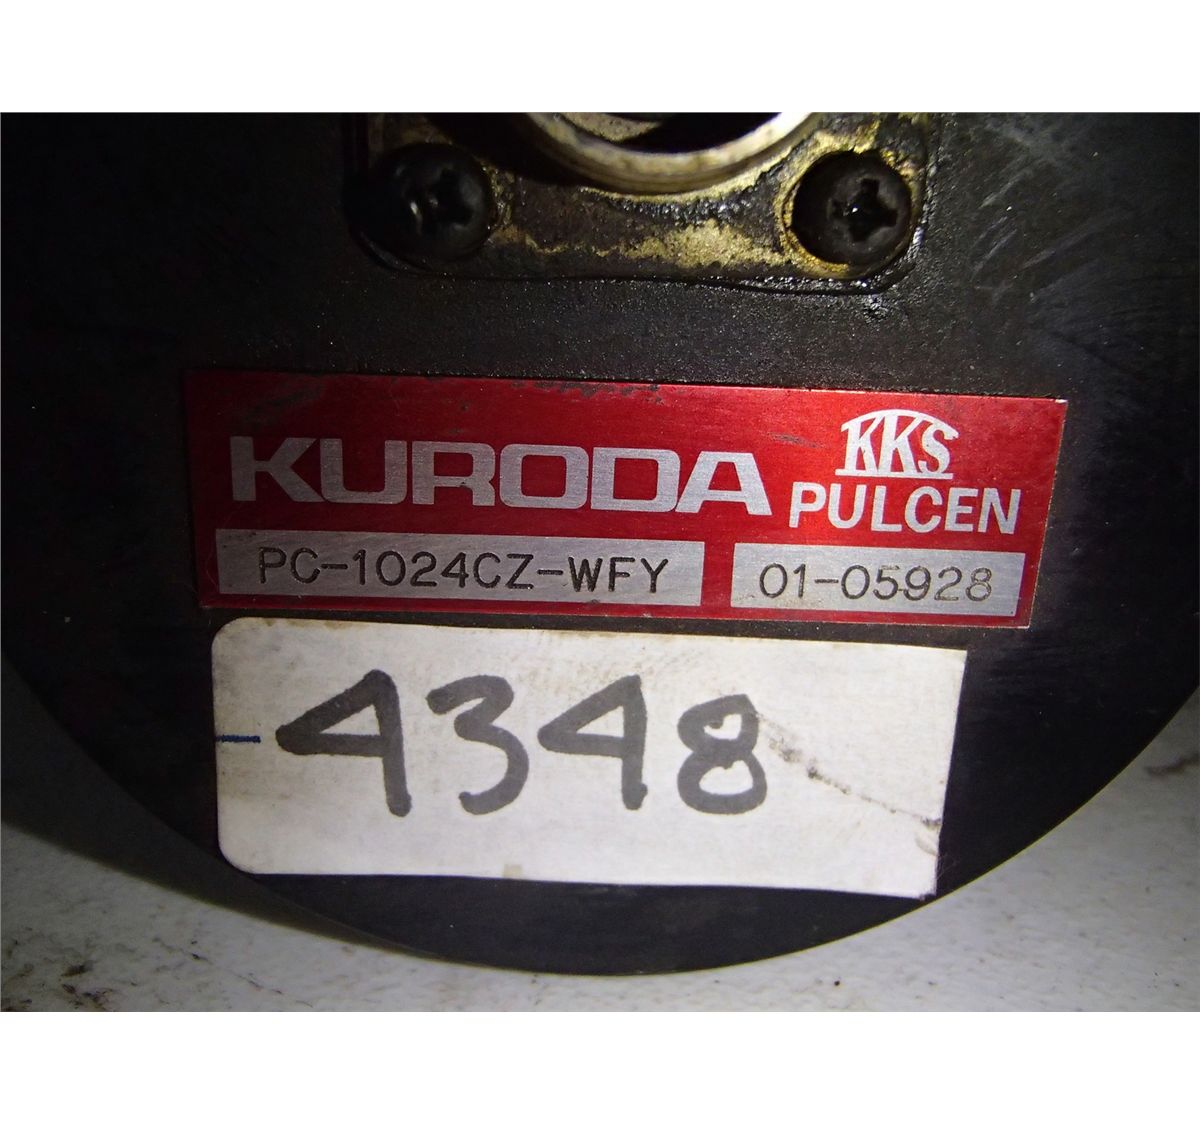 KURODA
KKS
PULCEN
PC-1024CZ-WFY
01-05928
4348